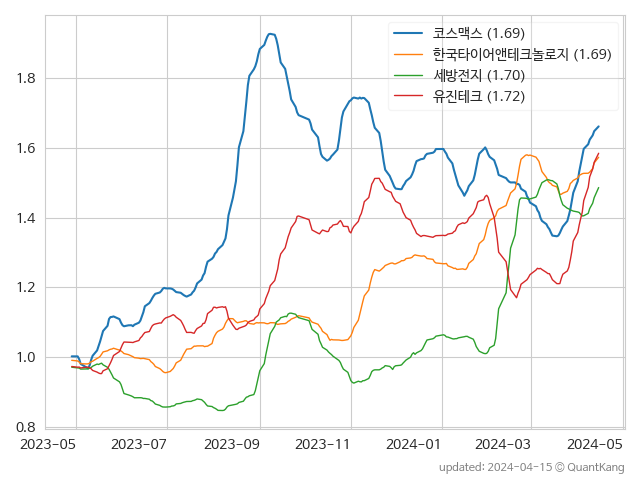 코스맥스 (1.69)
한국타이어앤테크놀로지 (1.69)
세방전지 (1.70)
유진테크 (1.72)
1.8
1.6
1.4
1.2
1.0
0.8
2023-05 2023-07 2023-09 2023-11 2024-01 2024-03 2024-05
updated: 2024-04-15 © QuantKang